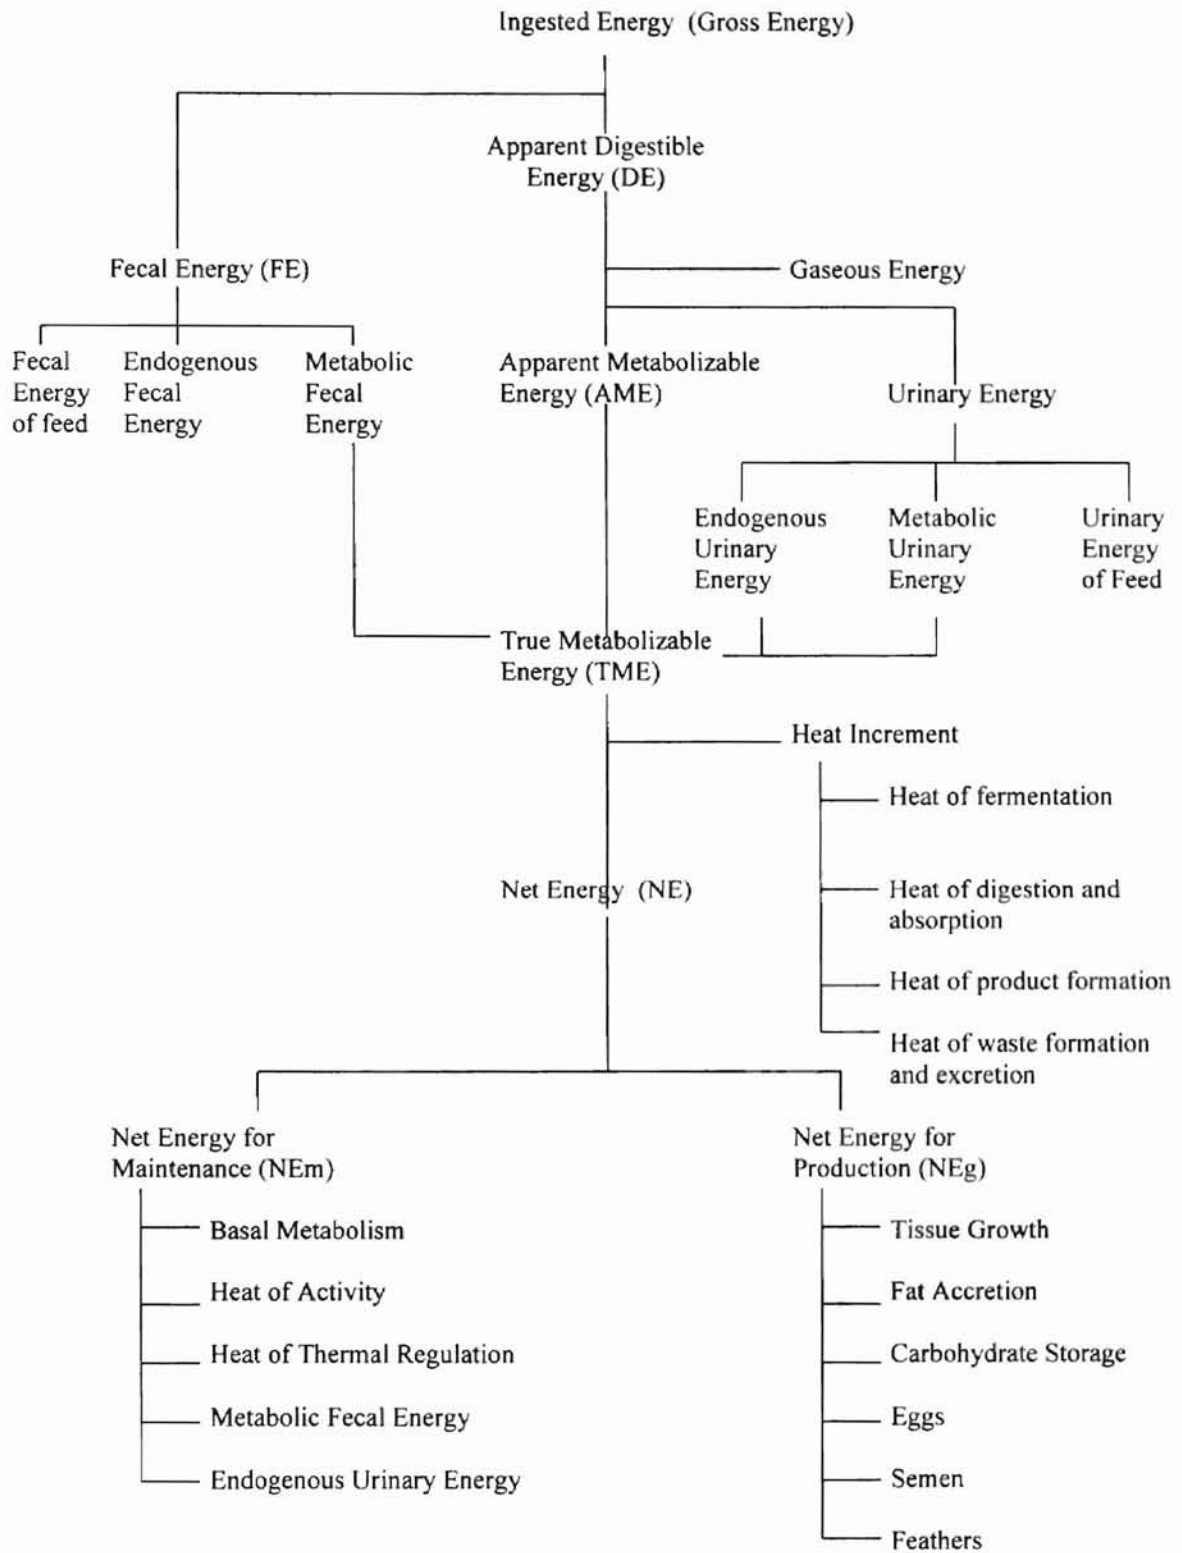 Ingested Energy (Gross Energy)
Apparent Digestible
Energy (DE)
Fecal Energy (FE)
Gaseous Energy
Fecal
Energy
of feed
Endogenous
Fecal
Energy
Metabolic
Fecal
Energy
Apparent Metabolizable
Energy (AME)
Urinary Energy
Endogenous
Urinary
Energy
Metabolic
Urinary
Energy
Urinary
Energy
of Feed
True Metabolizable
Energy (TME)
Heat Increment
Heat of fermentation
Heat of digestion and
absorption
Heat of product formation
Heat of waste formation
and excretion
Net Energy (NE)
Net Energy for
Maintenance (NEm)
Basal Metabolism
Heat of Activity
Heat of Thermal Regulation
Metabolic Fecal Energy
Endogenous Urinary Energy
Net Energy for
Production (NEg)
Tissue Growth
Fat Accretion
Carbohydrate Storage
Eggs
Semen
Feathers